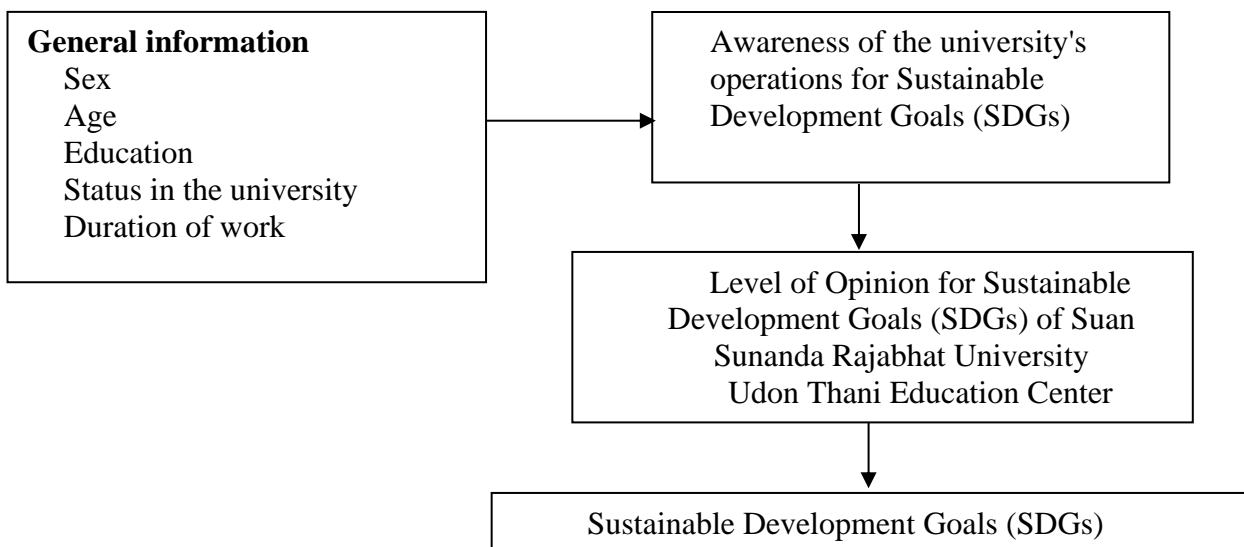 General information
Sex
Age
Education
Status in the university
Duration of work
Awareness of the university's
operations for Sustainable
Development Goals (SDGs)
Level of Opinion for Sustainable
Development Goals (SDGs) of Suan
Sunanda Rajabhat University
Udon Thani Education Center
Sustainable Development Goals (SDGs)